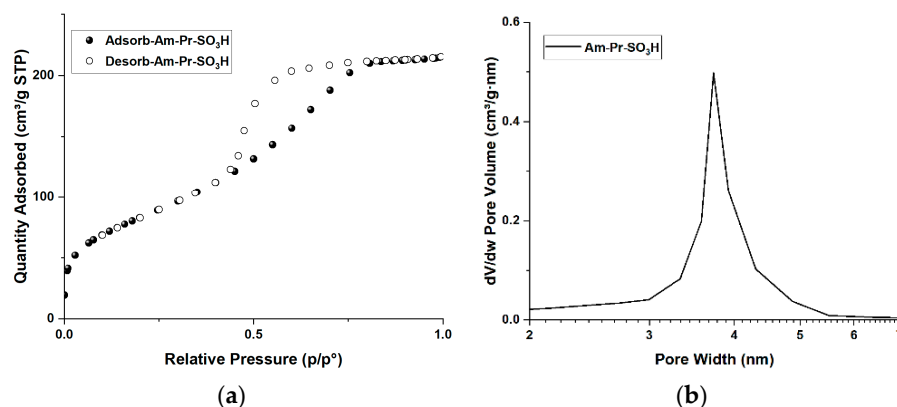 Adsorb-Am-Pr-SO₃H
Desorb-Am-Pr-SO₃H
Quantity Adsorbed (cm³/g STP)
200
100
0
0.0
0.5
1.0
Relative Pressure (p/p°)
(a)
Am-Pr-SO₃H
dV/dw Pore Volume (cm³/g·nm)
0.6
0.4
0.2
0.0
2
3
4
5
6
Pore Width (nm)
(b)